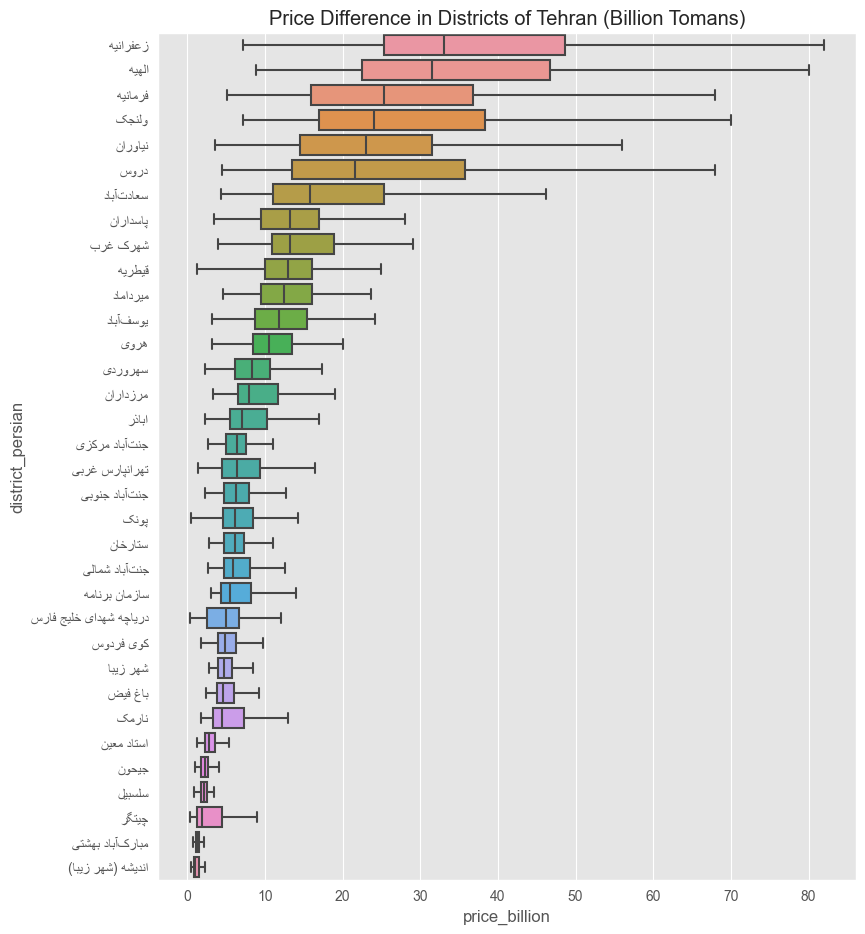 Price Difference in Districts of Tehran (Billion Tomans)
زعفرانیه
الهیه
فرمانیه
ولنجک
نیاوران
دروس
سعادت‌آباد
پاسداران
شهرک غرب
قیطریه
میرداماد
یوسف‌آباد
هروی
سهروردی
مرزداران
اباذر
جنت‌آباد مرکزی
تهرانپارس غربی
جنت‌آباد جنوبی
پونک
ستارخان
جنت‌آباد شمالی
سازمان برنامه
دریاچه شهدای خلیج فارس
کوی فردوس
شهر زیبا
باغ فیض
نارمک
استاد معین
جیحون
سلسبیل
چیتگر
مبارک‌آباد بهشتی
اندیشه (شهر زیبا)
district_persian
0 10 20 30 40 50 60 70 80
price_billion